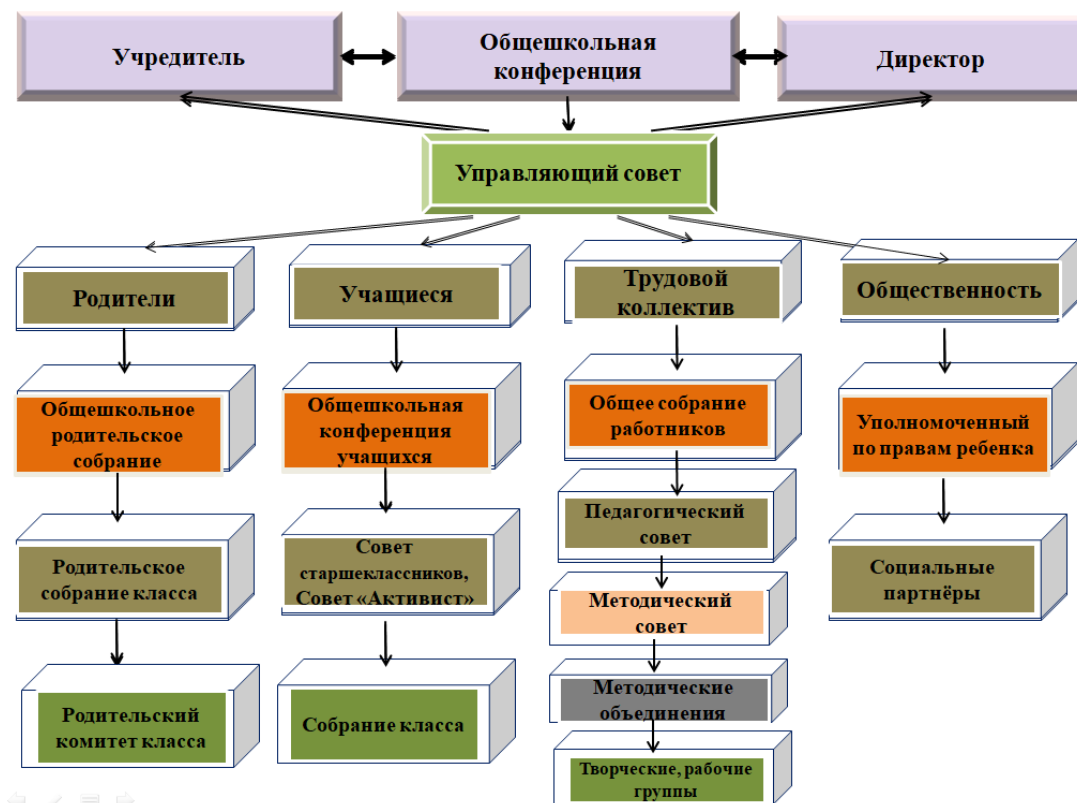 Учредитель
Общешкольная
конференция
Директор
Управляющий совет
Родители
Учащиеся
Трудовой
коллектив
Общественность
Общешкольное
родительское
собрание
Общешкольная
конференция
учащихся
Общее собрание
работников
Уполномоченный
по правам ребенка
Родительское
собрание класса
Совет
старшеклассников,
Совет «Активист»
Педагогический
совет
Социальные
партнёры
Методический
совет
Родительский
комитет класса
Собрание класса
Методические
объединения
Творческие, рабочие
группы